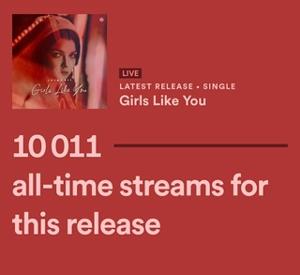 Girls Like You
LIVE
LATEST RELEASE • SINGLE
Girls Like You
10 011
all-time streams for
this release